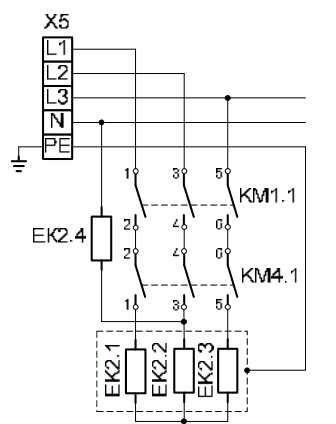 X5
L1
L2
L3
N
PE
1 3 5
KM1.1
2 4 6
EK2.4
2 4 6
KM4.1
1 3 5
EK2.1 EK2.2 EK2.3